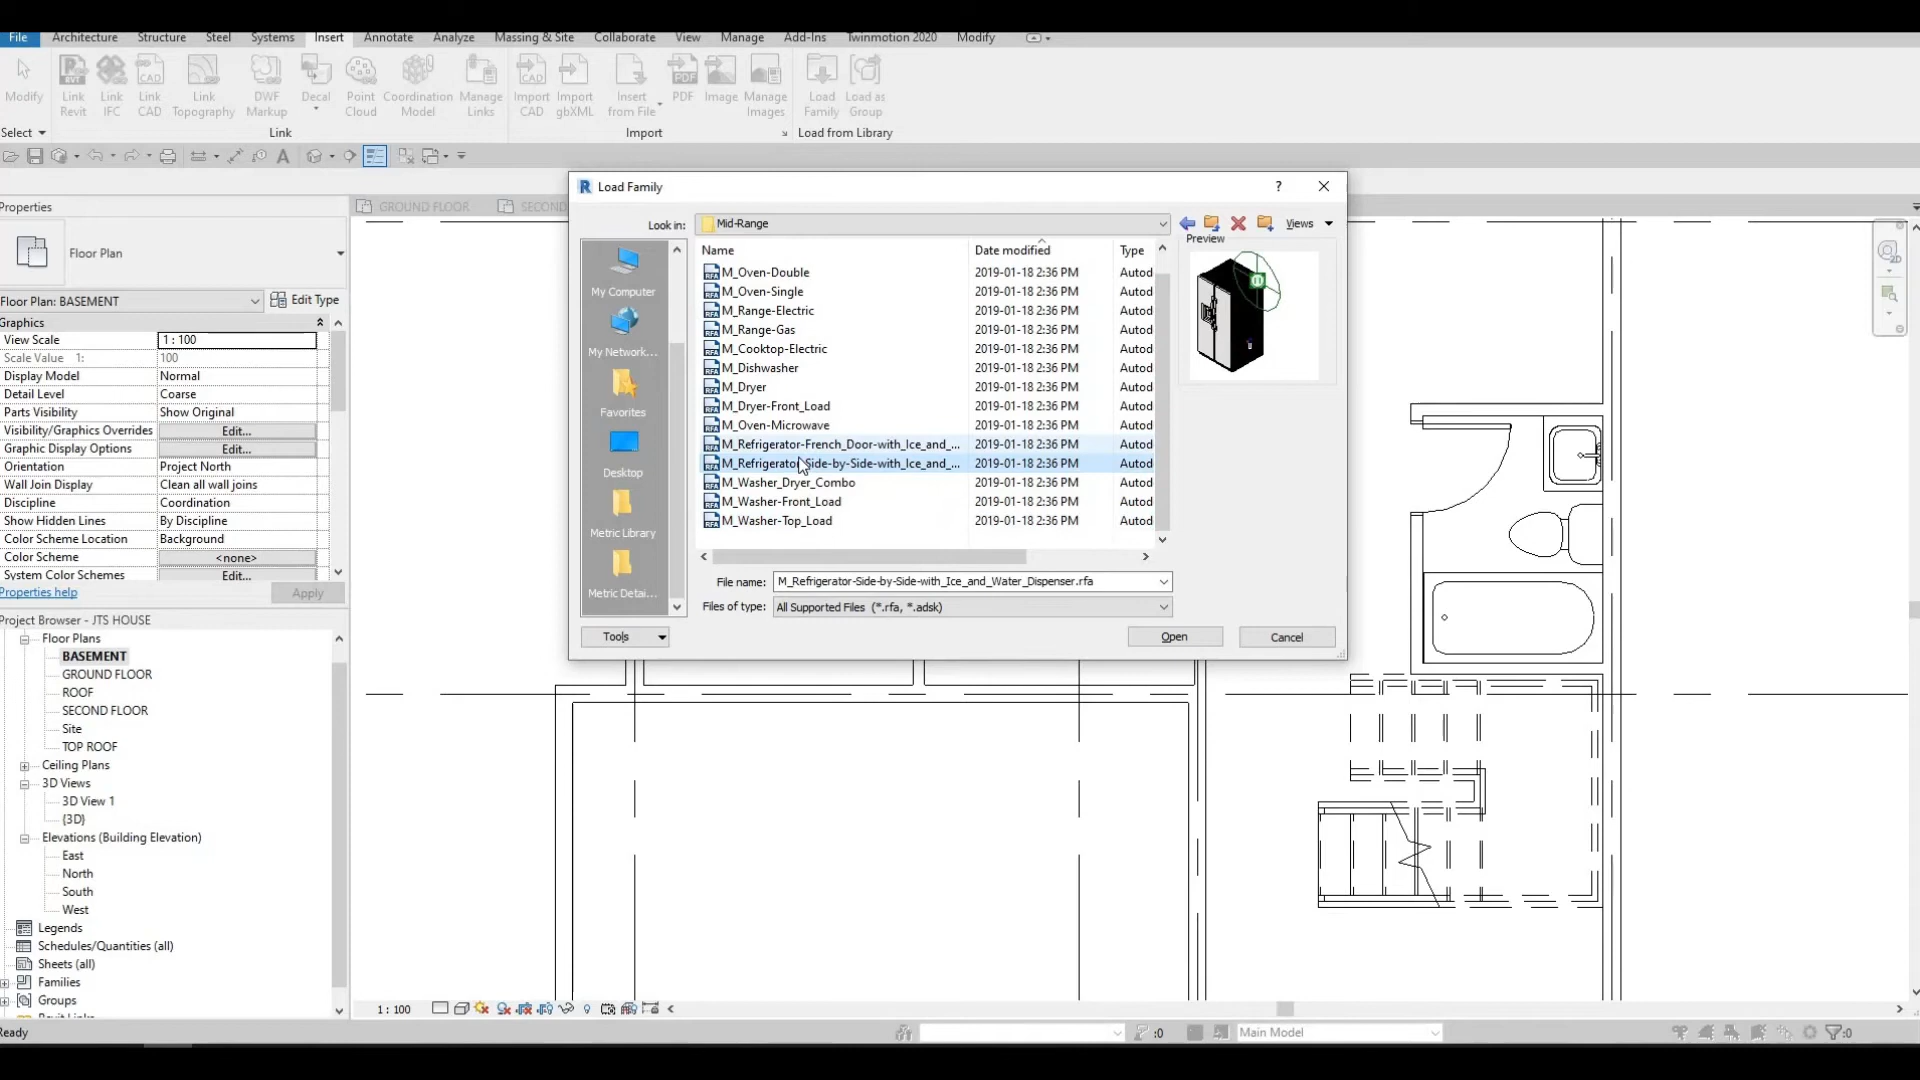 File Architecture Structure Steel Systems Insert Annotate Analyze Massing & Site Collaborate View Manage Add-Ins Twinmotion 2020 Modify
Modify Link Revit Link IFC Link CAD Link Topography DWF Markup Decal Point Cloud Coordination Model Manage Links Import CAD Import gbXML Insert from File PDF Image Manage Images Load Family Load as Group
Select Link Import Load from Library
Properties
GROUND FLOOR SECOND
Floor Plan
Floor Plan: BASEMENT Edit Type
Graphics
View Scale 1 : 100
Scale Value 1: 100
Display Model Normal
Detail Level Coarse
Parts Visibility Show Original
Visibility/Graphics Overrides Edit...
Graphic Display Options Edit...
Orientation Project North
Wall Join Display Clean all wall joins
Discipline Coordination
Show Hidden Lines By Discipline
Color Scheme Location Background
Color Scheme <none>
System Color Schemes Edit...
Properties help Apply
Project Browser - JTS HOUSE
Floor Plans
BASEMENT
GROUND FLOOR
ROOF
SECOND FLOOR
Site
TOP ROOF
Ceiling Plans
3D Views
3D View 1
{3D}
Elevations (Building Elevation)
East
North
South
West
Legends
Schedules/Quantities (all)
Sheets (all)
Families
Groups
Load Family
Look in: Mid-Range Views
My Computer
My Network...
Favorites
Desktop
Metric Library
Metric Detai...
Name Date modified Type
M_Oven-Double 2019-01-18 2:36 PM Autod
M_Oven-Single 2019-01-18 2:36 PM Autod
M_Range-Electric 2019-01-18 2:36 PM Autod
M_Range-Gas 2019-01-18 2:36 PM Autod
M_Cooktop-Electric 2019-01-18 2:36 PM Autod
M_Dishwasher 2019-01-18 2:36 PM Autod
M_Dryer 2019-01-18 2:36 PM Autod
M_Dryer-Front_Load 2019-01-18 2:36 PM Autod
M_Oven-Microwave 2019-01-18 2:36 PM Autod
M_Refrigerator-French_Door-with_Ice_and_... 2019-01-18 2:36 PM Autod
M_Refrigerator-Side-by-Side-with_Ice_and_... 2019-01-18 2:36 PM Autod
M_Washer_Dryer_Combo 2019-01-18 2:36 PM Autod
M_Washer-Front_Load 2019-01-18 2:36 PM Autod
M_Washer-Top_Load 2019-01-18 2:36 PM Autod
Preview
File name: M_Refrigerator-Side-by-Side-with_Ice_and_Water_Dispenser.rfa
Files of type: All Supported Files (*.rfa, *.adsk)
Tools Open Cancel
1 : 100
Ready :0 Main Model :0